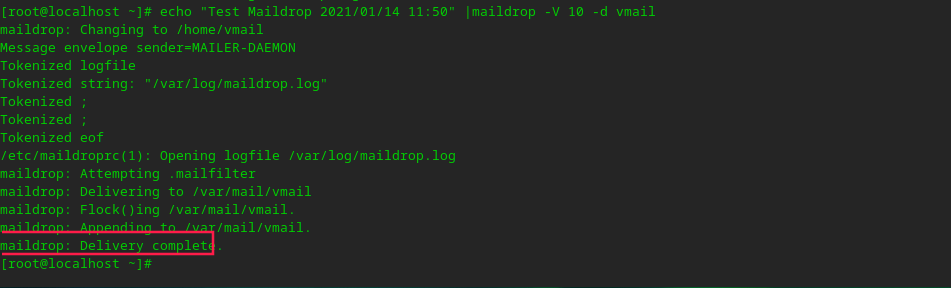 [root@localhost ~]# echo "Test Maildrop 2021/01/14 11:50" |maildrop -V 10 -d vmail
maildrop: Changing to /home/vmail
Message envelope sender=MAILER-DAEMON
Tokenized logfile
Tokenized string: "/var/log/maildrop.log"
Tokenized ;
Tokenized ;
Tokenized eof
/etc/maildroprc(1): Opening logfile /var/log/maildrop.log
maildrop: Attempting .mailfilter
maildrop: Delivering to /var/mail/vmail
maildrop: Flock()ing /var/mail/vmail.
maildrop: Appending to /var/mail/vmail.
maildrop: Delivery complete.
[root@localhost ~]#